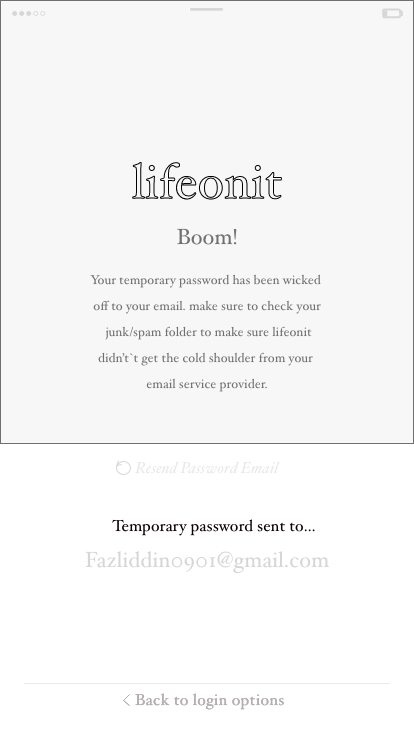 lifeonit
Boom!
Your temporary password has been wicked
off to your email. make sure to check your
junk/spam folder to make sure lifeonit
didn't`t get the cold shoulder from your
email service provider.
Resend Password Email
Temporary password sent to...
Fazliddin0901@gmail.com
Back to login options